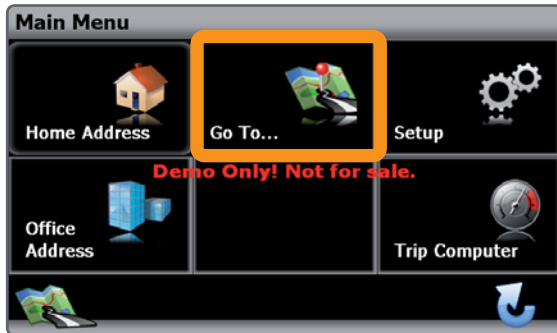 Main Menu
Home Address
Go To...
Setup
Demo Only! Not for sale.
Office
Address
Trip Computer